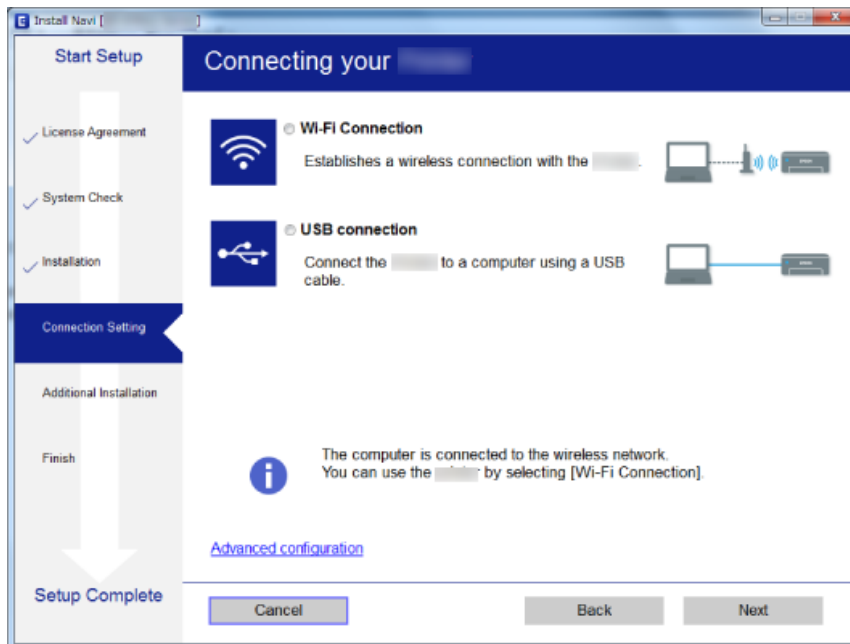 E Install Navi [ ]
Start Setup
Connecting your
License Agreement
System Check
Installation
Connection Setting
Additional Installation
Finish
Setup Complete
Wi-Fi Connection
Establishes a wireless connection with the .
USB connection
Connect the to a computer using a USB
cable.
The computer is connected to the wireless network.
You can use the by selecting [Wi-Fi Connection].
Advanced configuration
Cancel
Back
Next